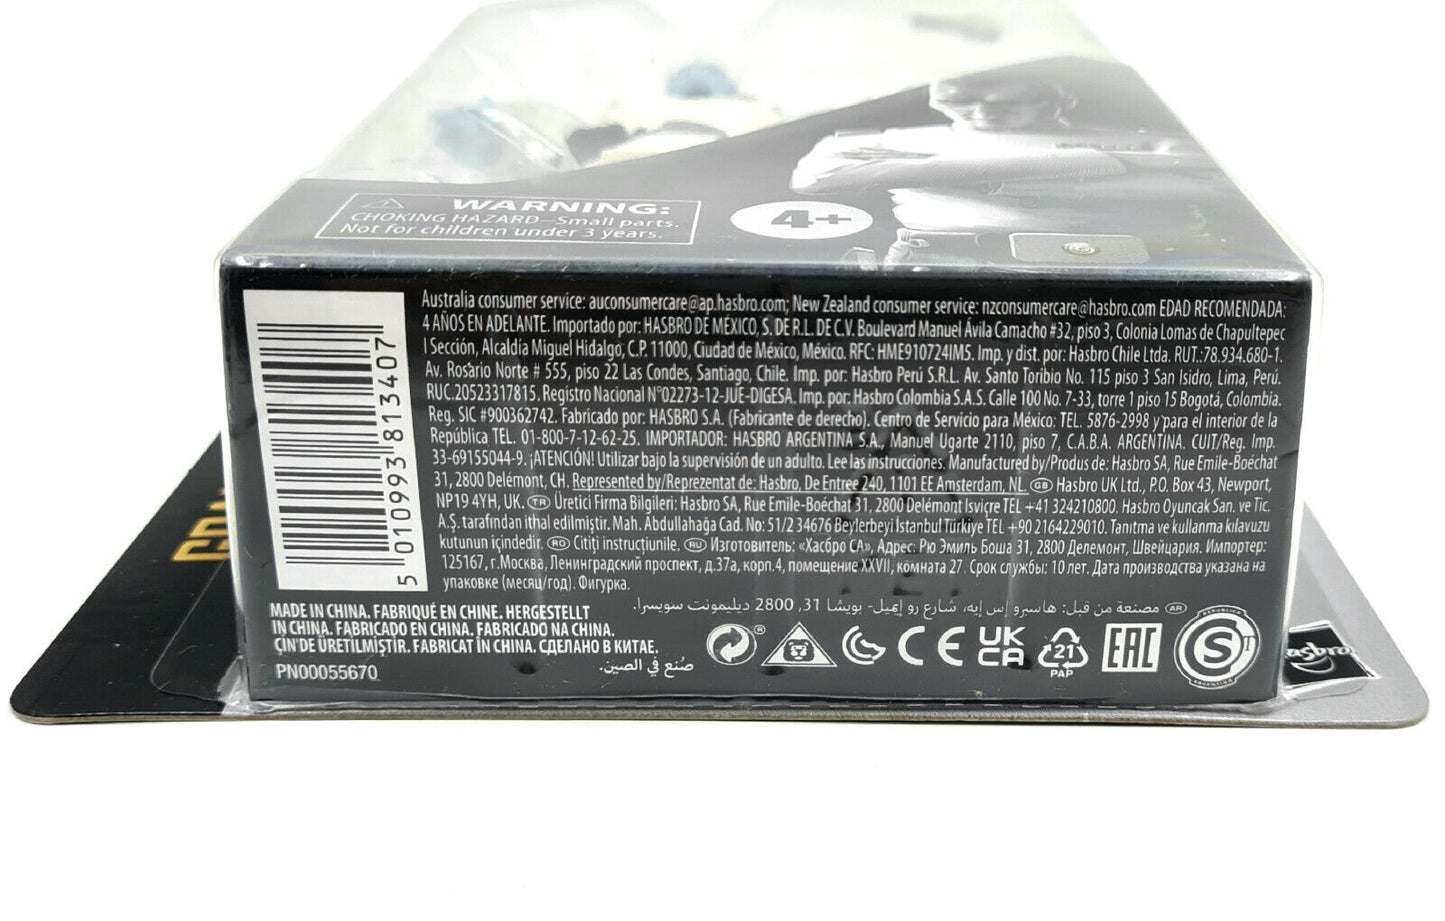 WARNING:
CHOKING HAZARD—Small parts.
Not for children under 3 years.
4+
Australia consumer service: auconsumercare@ap.hasbro.com; New Zealand consumer service: nzconsumercare@hasbro.com EDAD RECOMENDADA:
4 AÑOS EN ADELANTE. Importado por: HASBRO DE MÉXICO, S. DE R.L. DE C.V. Boulevard Manuel Ávila Camacho #32, piso 3, Colonia Lomas de Chapultepec
I Sección, Alcaldía Miguel Hidalgo, C.P. 11000, Ciudad de México, México. RFC: HME910724IM5. Imp. y dist. por: Hasbro Chile Ltda. RUT.:78.934.680-1.
Av. Rosario Norte # 555, piso 22 Las Condes, Santiago, Chile. Imp. por: Hasbro Perú S.R.L. Av. Santo Toribio No. 115 piso 3 San Isidro, Lima, Perú.
RUC.20523317815. Registro Nacional N°02273-12-JUE-DIGESA. Imp. por: Hasbro Colombia S.A.S. Calle 100 No. 7-33, torre 1 piso 15 Bogotá, Colombia.
Reg. SIC #900362742. Fabricado por: HASBRO S.A. (Fabricante de derecho). Centro de Servicio para México: TEL. 5876-2998 y para el interior de la
República TEL. 01-800-7-12-62-25. IMPORTADOR: HASBRO ARGENTINA S.A., Manuel Ugarte 2110, piso 7, C.A.B.A. ARGENTINA. CUIT/Reg. Imp.
33-69155044-9. ¡ATENCIÓN! Utilizar bajo la supervisión de un adulto. Lee las instrucciones. Manufactured by/Produs de: Hasbro SA, Rue Emile-Boéchat
31, 2800 Delémont, CH. Represented by/Reprezentat de: Hasbro, De Entree 240, 1101 EE Amsterdam, NL. GB Hasbro UK Ltd., P.O. Box 43, Newport,
NP19 4YH, UK. TR Üretici Firma Bilgileri: Hasbro SA, Rue Emile-Boéchat 31, 2800 Delémont İsviçre TEL +41 324210800. Hasbro Oyuncak San. ve Tic.
A.Ş. tarafından ithal edilmiştir. Mah. Abdullahağa Cad. No: 51/2 34676 Beylerbeyi İstanbul Türkiye TEL +90 2164229010. Tanıtma ve kullanma kılavuzu
kutunun içindedir. RO Citiți instrucțiunile. RU Изготовитель: «Хасбро СА», Адрес: Рю Эмиль Боша 31, 2800 Делемонт, Швейцария. Импортер:
125167, г.Москва, Ленинградский проспект, д.37а, корп.4, помещение XXVII, комната 27. Срок службы: 10 лет. Дата производства указана на
упаковке (месяц/год). Фигурка.
AR مصنعة من قبل: هاسبرو إس إيه، شارع رو إيميل- بويشا 31, 2800 ديليمونت سويسرا.
5 010993 813407
MADE IN CHINA. FABRIQUÉ EN CHINE. HERGESTELLT
IN CHINA. FABRICADO EN CHINA. FABRICADO NA CHINA.
ÇİN'DE ÜRETİLMİŞTİR. FABRICAT ÎN CHINA. СДЕЛАНО В КИТАЕ.
PN00055670
صُنع في الصين.
®
CE
UK
CA
21
PAP
EAC
REPUBLICA
S
ARGENTINA
Hasbro